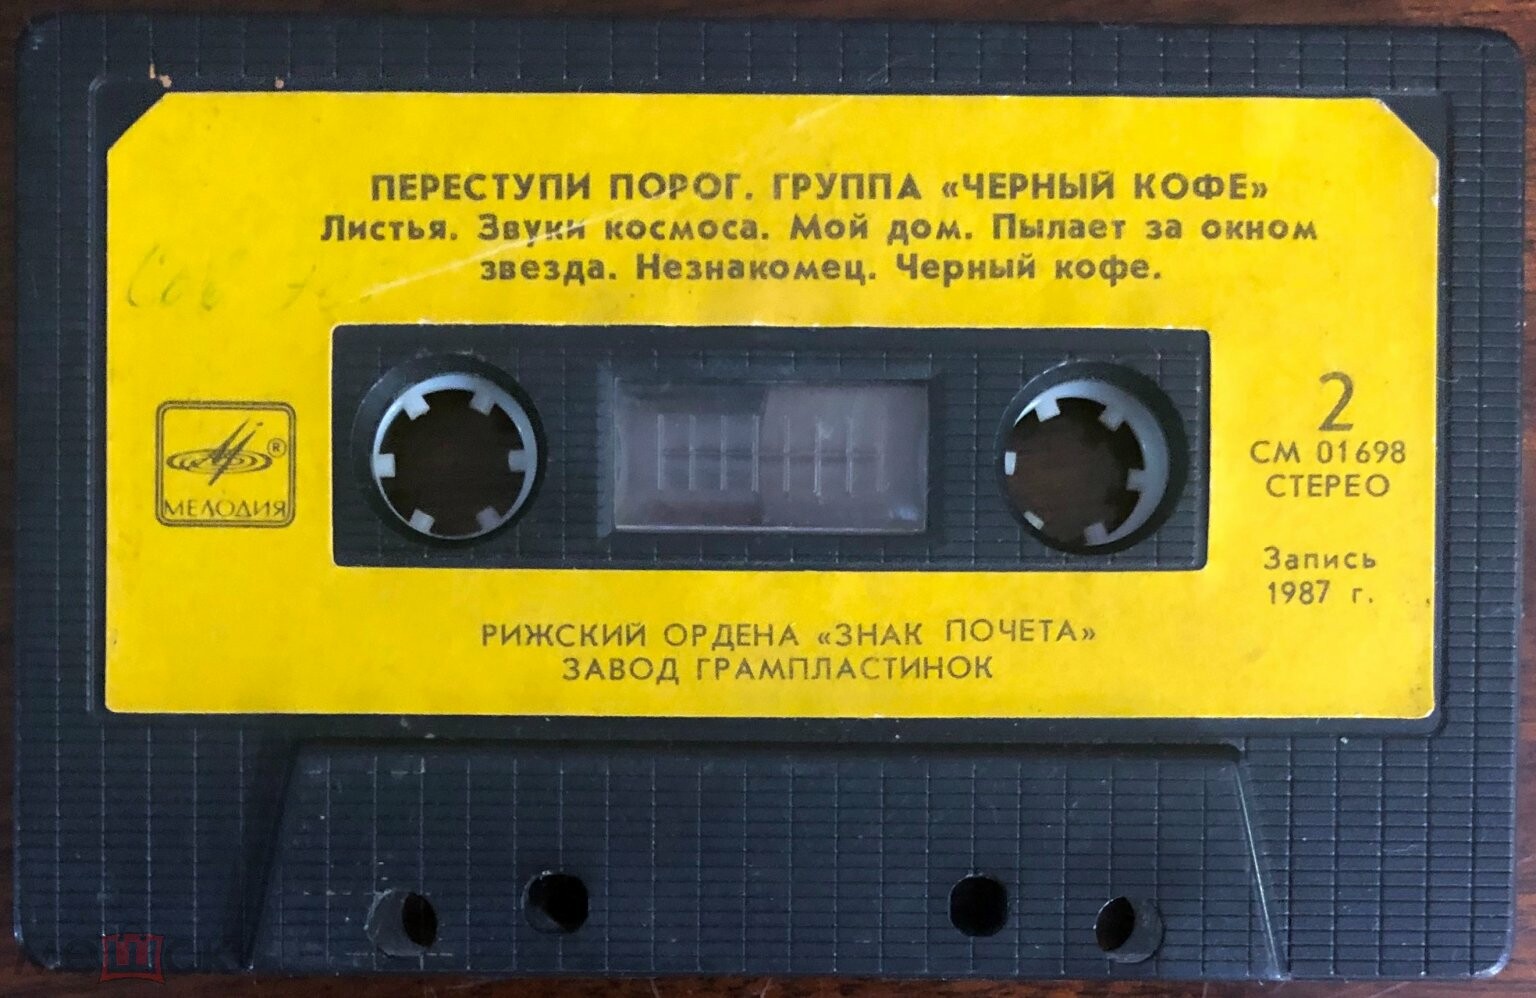 ПЕРЕСТУПИ ПОРОГ. ГРУППА «ЧЕРНЫЙ КОФЕ»
Листья. Звуки космоса. Мой дом. Пылает за окном
звезда. Незнакомец. Черный кофе.
®
МЕЛОДИЯ
2
СМ 01698
СТЕРЕО
Запись
1987 г.
РИЖСКИЙ ОРДЕНА «ЗНАК ПОЧЕТА»
ЗАВОД ГРАМПЛАСТИНОК